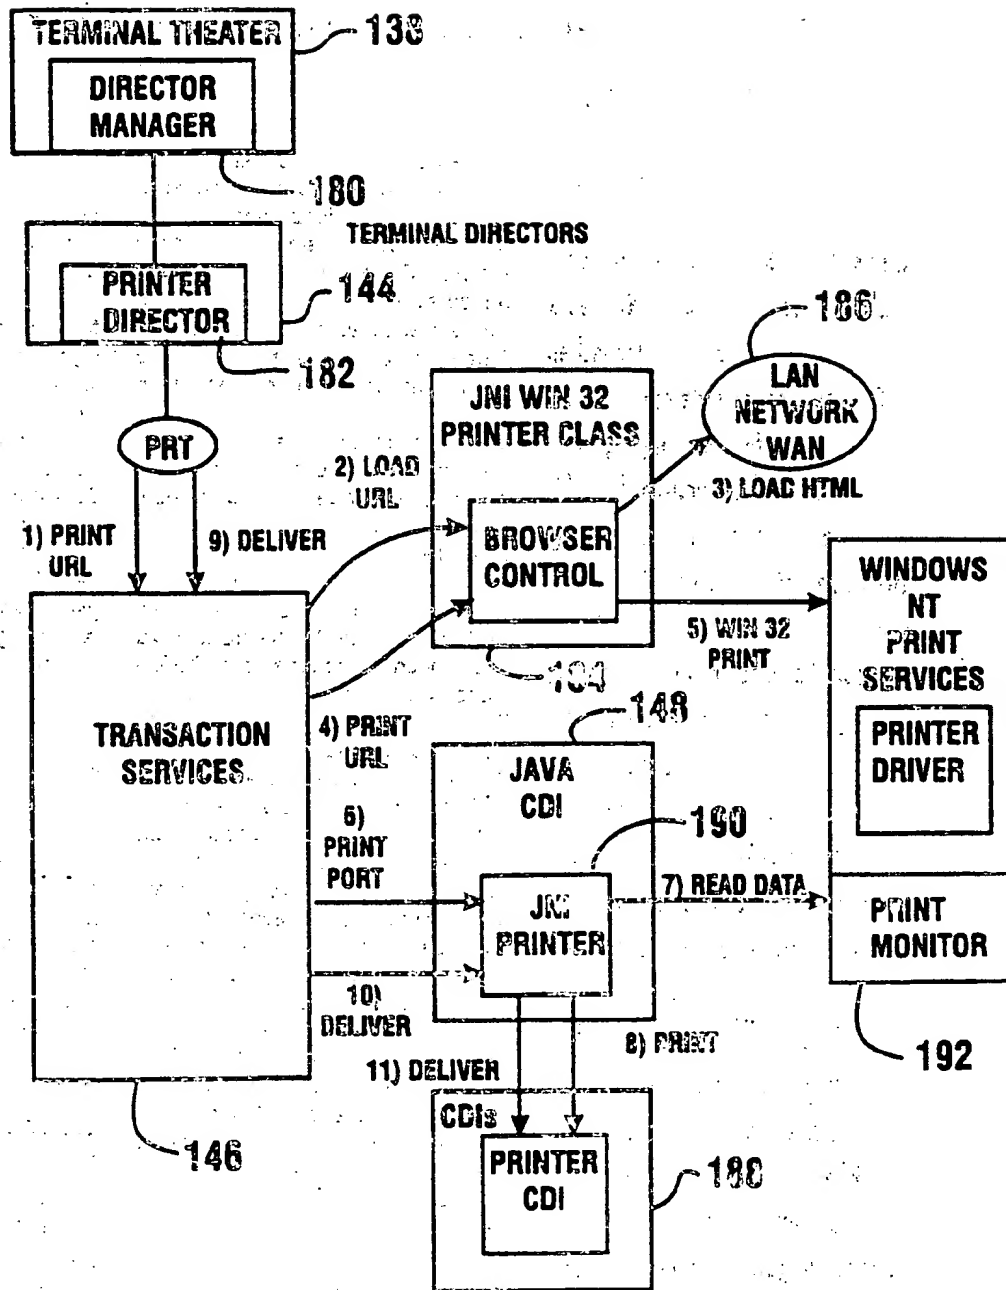 TERMINAL THEATER
138
DIRECTOR
MANAGER
180
TERMINAL DIRECTORS
PRINTER
DIRECTOR
144
182
186
JNI WIN 32
PRINTER CLASS
LAN
NETWORK
WAN
PRT
2) LOAD
URL
3) LOAD HTML
1) PRINT
URL
9) DELIVER
BROWSER
CONTROL
WINDOWS
NT
PRINT
SERVICES
5) WIN 32
PRINT
184
148
TRANSACTION
SERVICES
4) PRINT
URL
JAVA
CDI
PRINTER
DRIVER
6)
PRINT
PORT
190
7) READ DATA
JNI
PRINTER
PRINT
MONITOR
10)
DELIVER
8) PRINT
11) DELIVER
192
CDIs
146
PRINTER
CDI
188